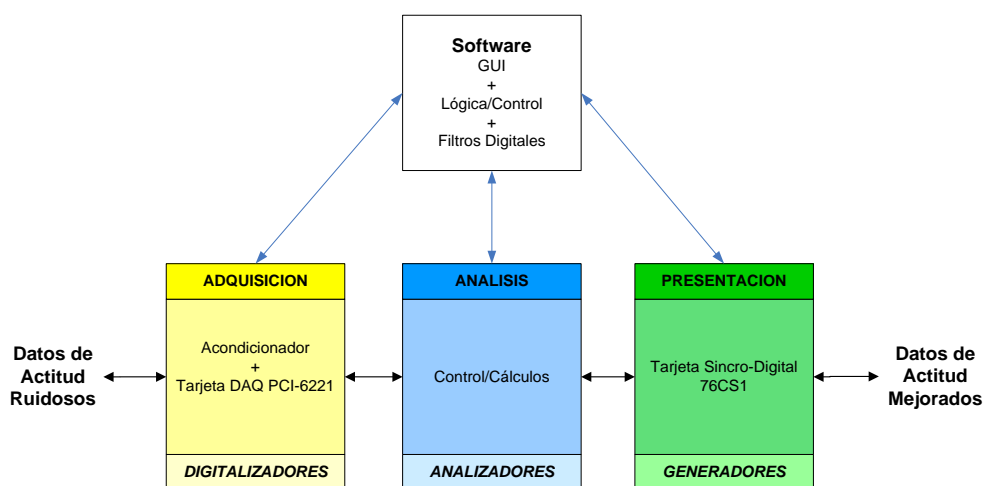 Software
GUI
+
Lógica/Control
+
Filtros Digitales
Datos de
Actitud
Ruidosos
ADQUISICION
Acondicionador
+
Tarjeta DAQ PCI-6221
DIGITALIZADORES
ANALISIS
Control/Cálculos
ANALIZADORES
PRESENTACION
Tarjeta Sincro-Digital
76CS1
GENERADORES
Datos de
Actitud
Mejorados